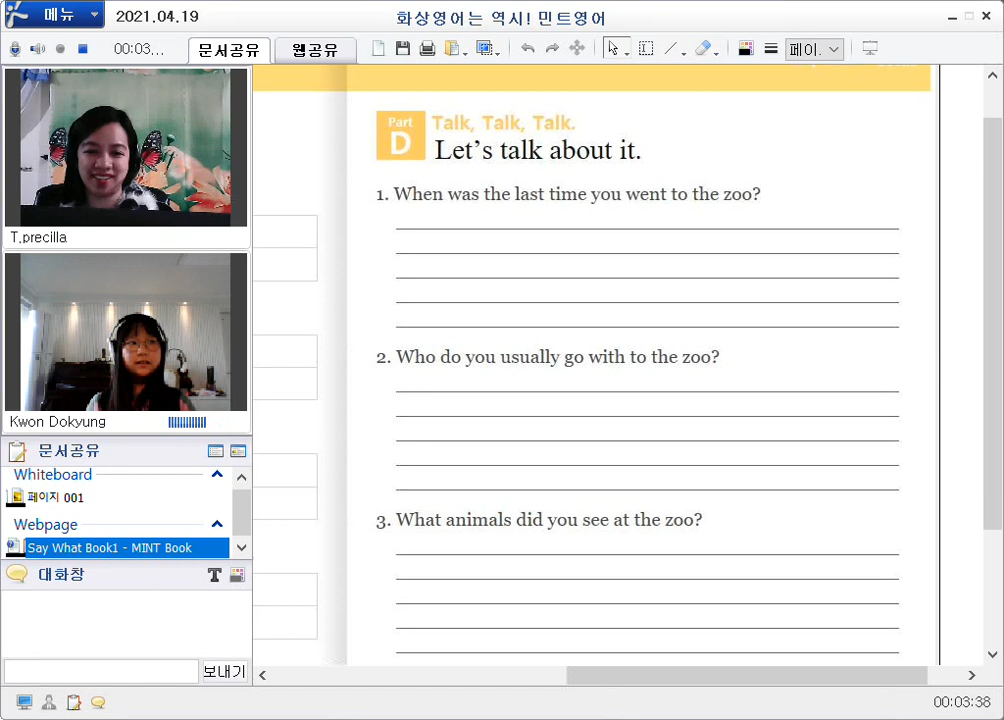 메뉴 2021.04.19 화상영어는 역시! 민트영어
00:03... 문서공유 웹공유 페이.
T.precilla
Kwon Dokyung
문서공유
Whiteboard
페이지 001
Webpage
Say What Book1 - MINT Book
대화창
보내기
Part
D
Talk, Talk, Talk.
Let's talk about it.
1. When was the last time you went to the zoo?
2. Who do you usually go with to the zoo?
3. What animals did you see at the zoo?
00:03:38